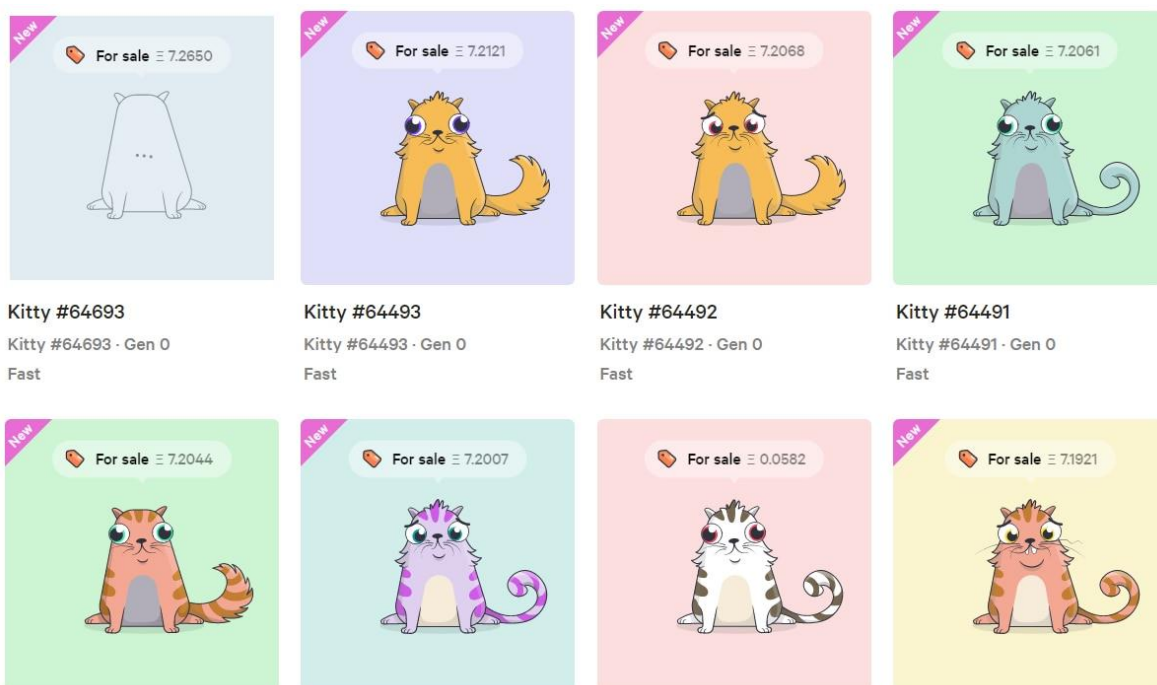 New
For sale Ξ 7.2650
New
For sale Ξ 7.2121
New
For sale Ξ 7.2068
New
For sale Ξ 7.2061
Kitty #64693
Kitty #64693 · Gen 0
Fast
Kitty #64493
Kitty #64493 · Gen 0
Fast
Kitty #64492
Kitty #64492 · Gen 0
Fast
Kitty #64491
Kitty #64491 · Gen 0
Fast
New
For sale Ξ 7.2044
New
For sale Ξ 7.2007
For sale Ξ 0.0582
New
For sale Ξ 7.1921